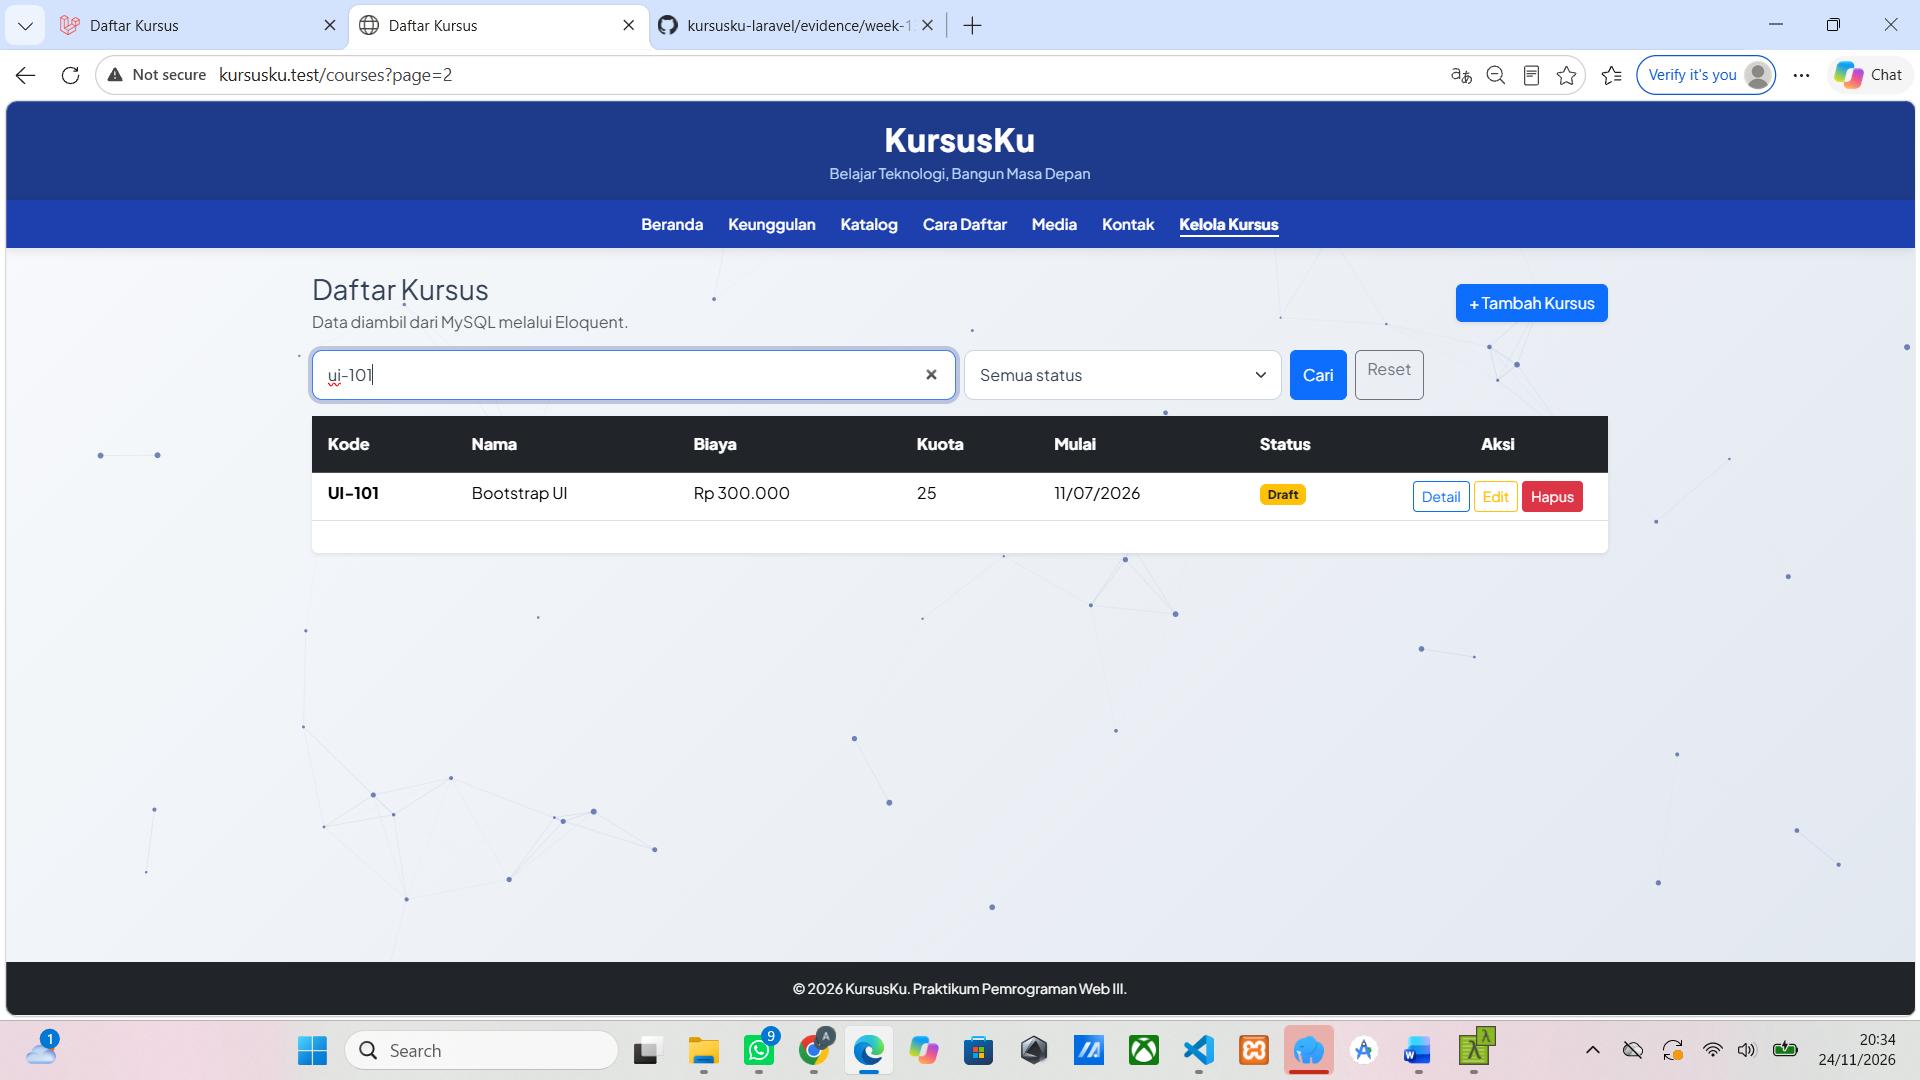 Daftar Kursus
Daftar Kursus
kursusku-laravel/evidence/week-1
Not secure kursusku.test/courses?page=2
Verify it's you
Chat
KursusKu
Belajar Teknologi, Bangun Masa Depan
Beranda Keunggulan Katalog Cara Daftar Media Kontak Kelola Kursus
Daftar Kursus
Data diambil dari MySQL melalui Eloquent.
+ Tambah Kursus
ui-101 Semua status Cari Reset
Kode Nama Biaya Kuota Mulai Status Aksi
UI-101 Bootstrap UI Rp 300.000 25 11/07/2026 Draft Detail Edit Hapus
© 2026 KursusKu. Praktikum Pemrograman Web III.
1
Search
9
A
20:34
24/11/2026